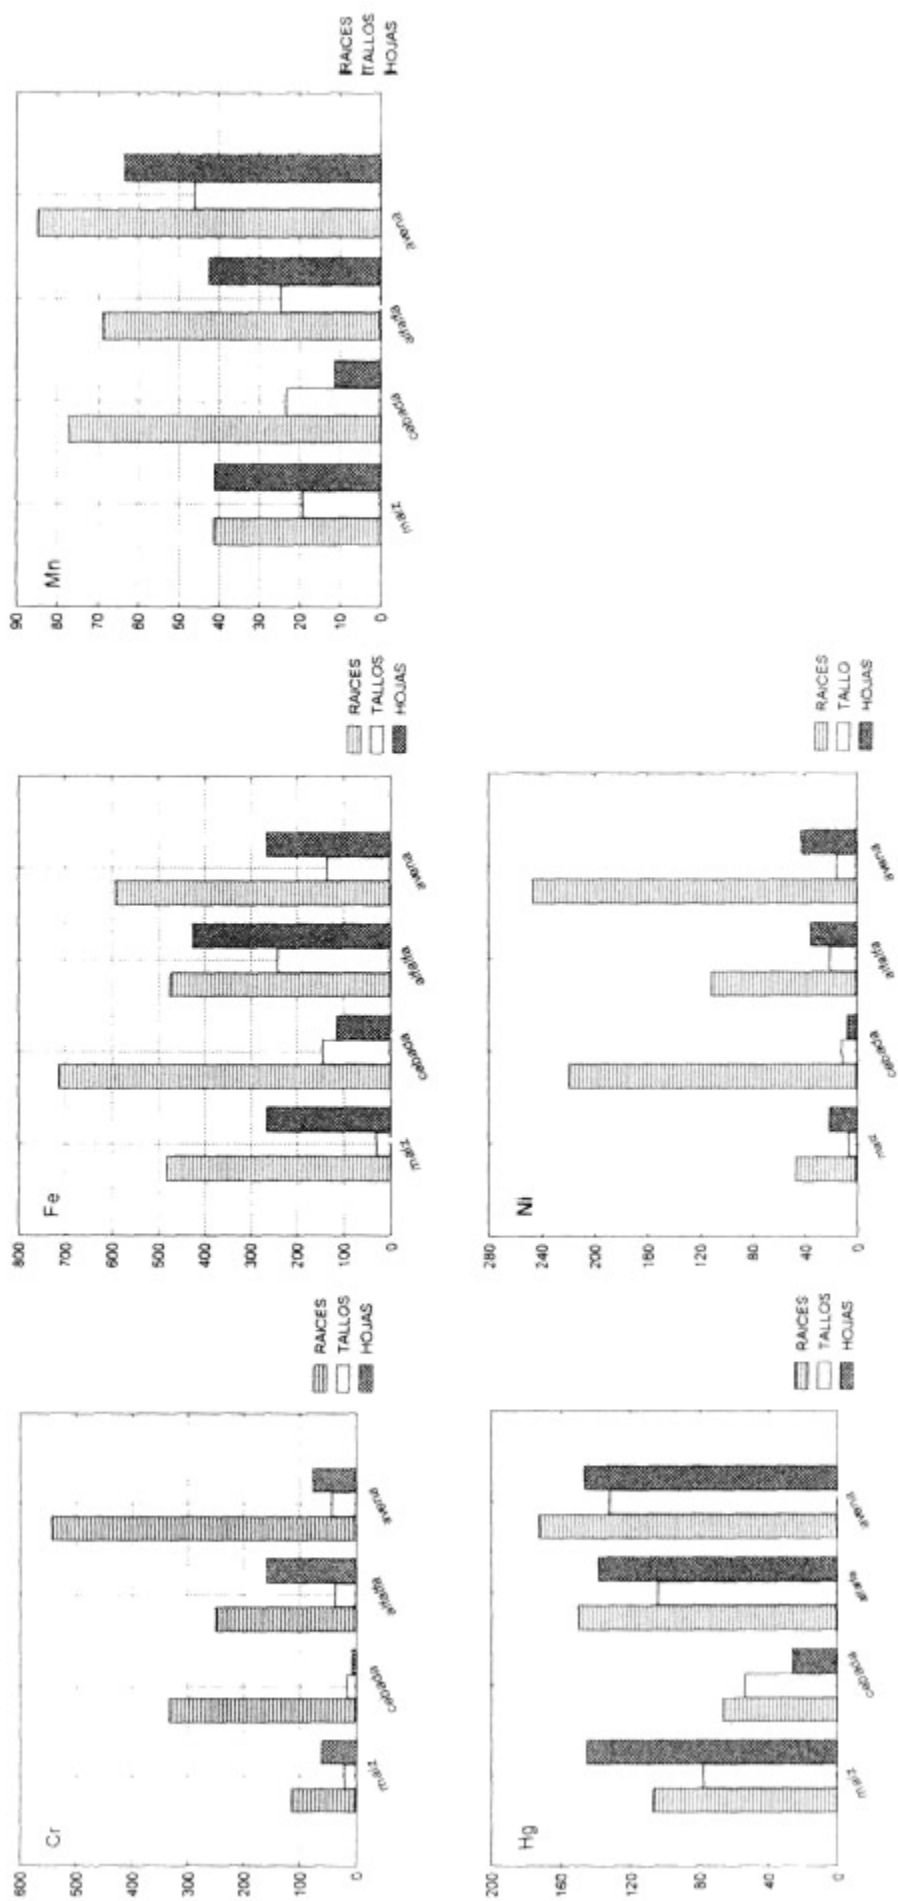 Cr
600
500
400
300
200
100
0
maiz
cebada
alfalfa
avena
RAICES
TALLOS
HOJAS
Fe
800
700
600
500
400
300
200
100
0
maiz
cebada
alfalfa
avena
RAICES
TALLOS
HOJAS
Mn
90
80
70
60
50
40
30
20
10
0
maiz
cebada
alfalfa
avena
RAICES
TALLOS
HOJAS
Hg
200
160
120
80
40
0
maiz
cebada
alfalfa
avena
RAICES
TALLOS
HOJAS
Ni
280
240
200
160
120
80
40
0
maiz
cebada
alfalfa
avena
RAICES
TALLO
HOJAS